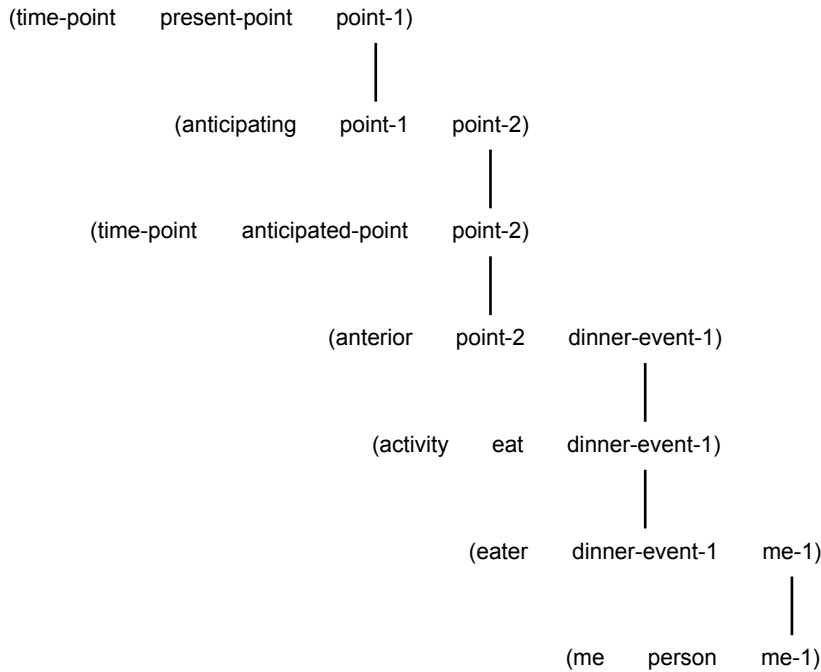 (time-point present-point point-1)
(anticipating point-1 point-2)
(time-point anticipated-point point-2)
(anterior point-2 dinner-event-1)
(activity eat dinner-event-1)
(eater dinner-event-1 me-1)
(me person me-1)